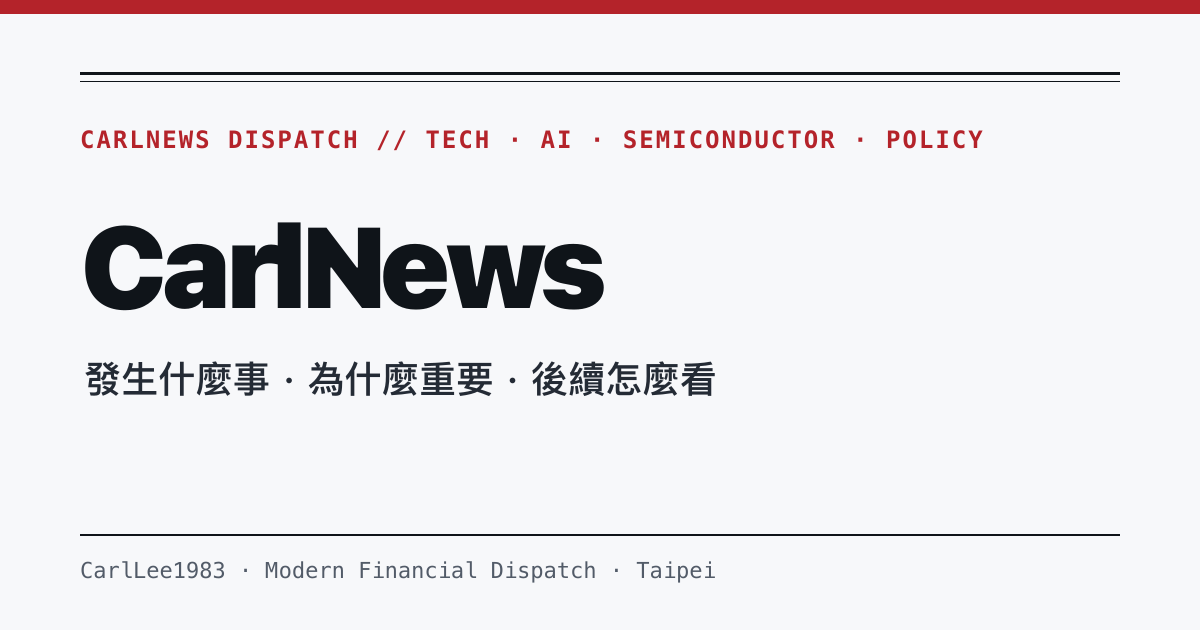 CARLNEWS DISPATCH // TECH · AI · SEMICONDUCTOR · POLICY
CarlNews
發生什麼事 · 為什麼重要 · 後續怎麼看
CarlLee1983 · Modern Financial Dispatch · Taipei